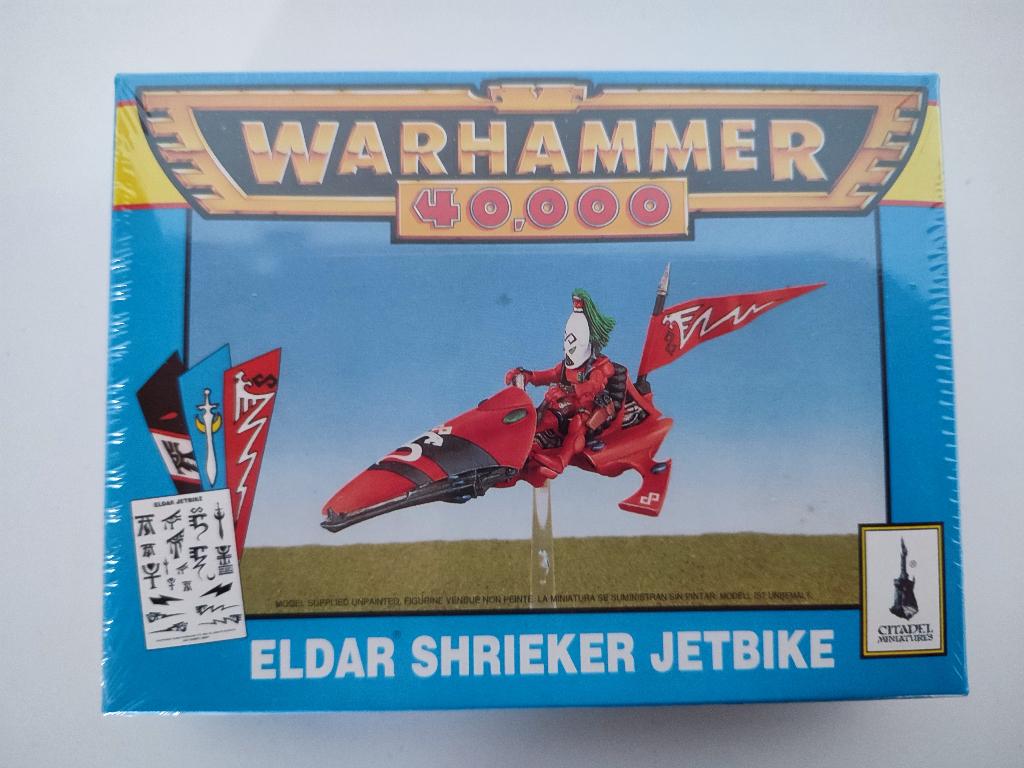 WARHAMMER
40,000
ELDAR JETBIKE
MODEL SUPPLIED UNPAINTED. FIGURINE VENDUE NON PEINTE. LA MINIATURA SE SUMINISTRAN SIN PINTAR. MODELL IST UNBEMALT.
®
CITADEL
MINIATURES
ELDAR SHRIEKER JETBIKE